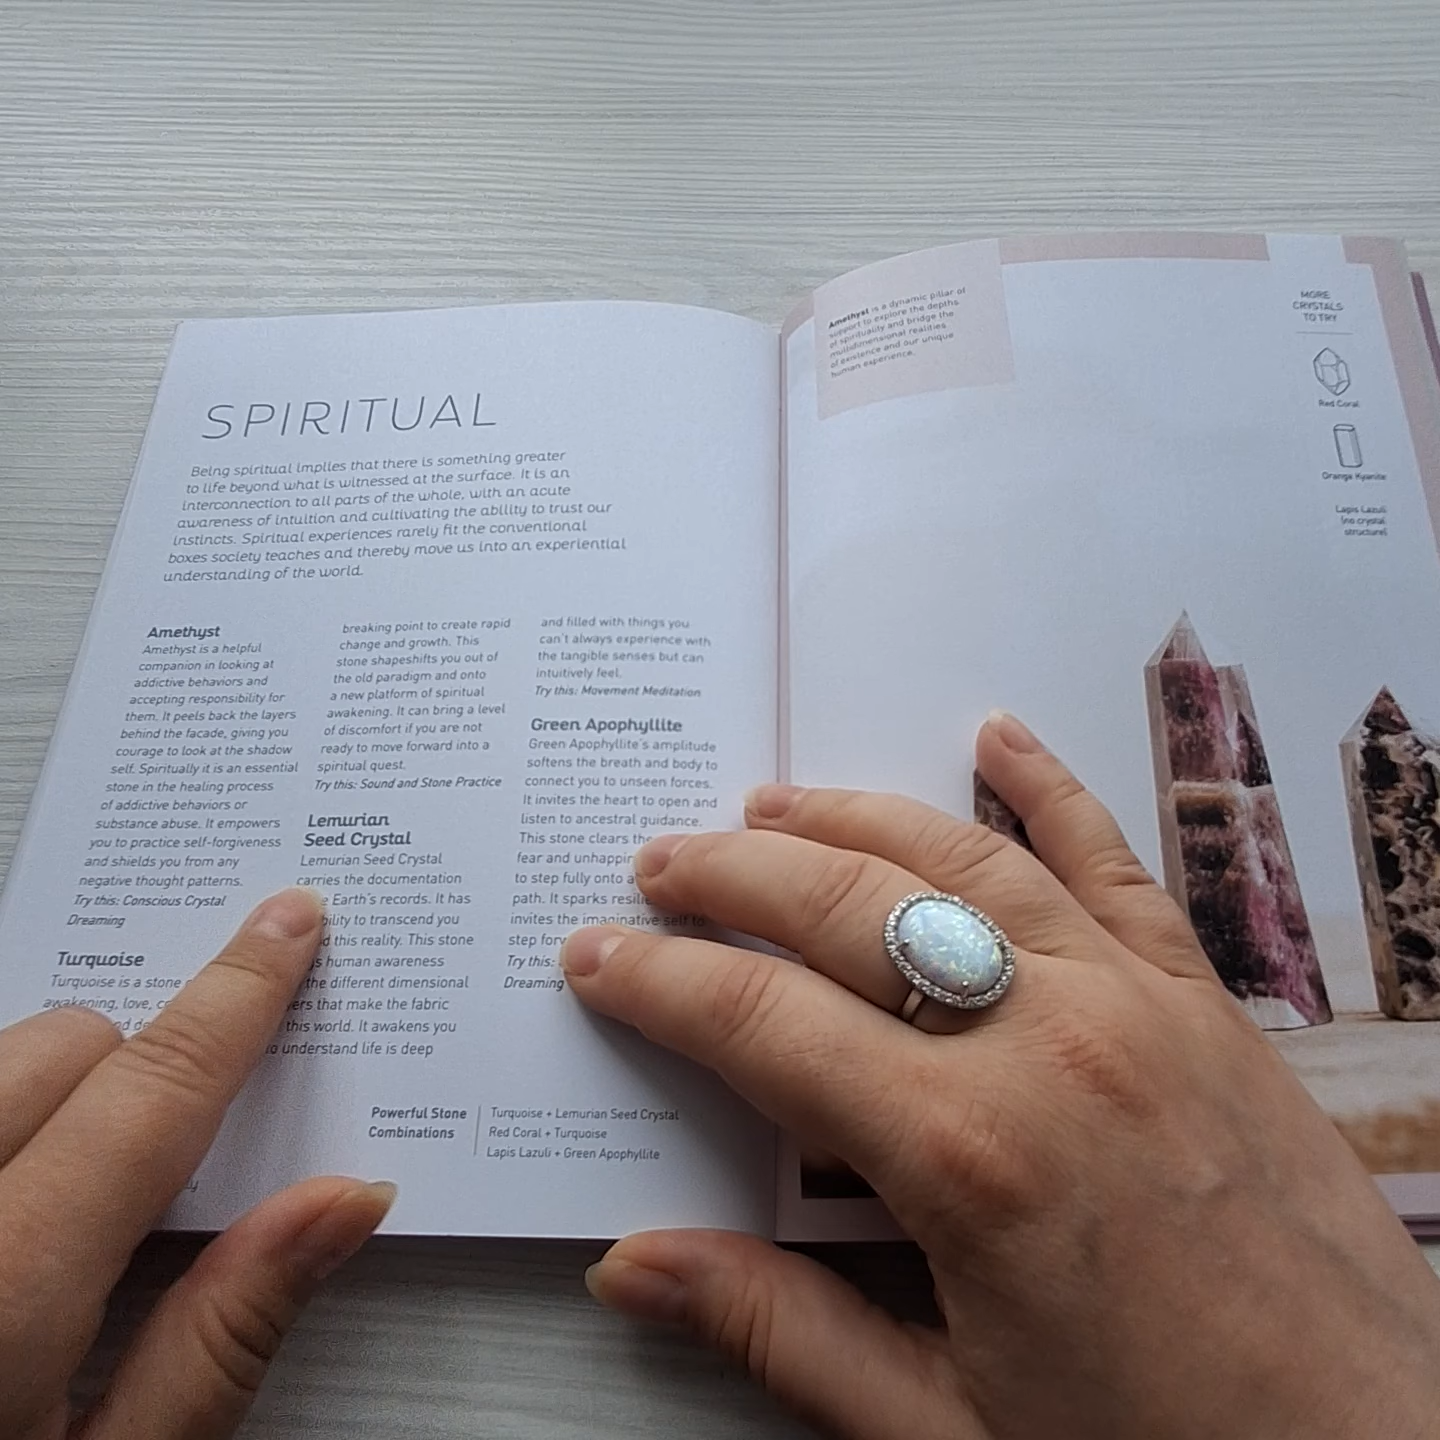 SPIRITUAL
Being spiritual implies that there is something greater
to life beyond what is witnessed at the surface. It is an
interconnection to all parts of the whole, with an acute
awareness of intuition and cultivating the ability to trust our
instincts. Spiritual experiences rarely fit the conventional
boxes society teaches and thereby move us into an experiential
understanding of the world.
Amethyst
Amethyst is a helpful
companion in looking at
addictive behaviors and
accepting responsibility for
them. It peels back the layers
behind the facade, giving you
courage to look at the shadow
self. Spiritually it is an essential
stone in the healing process
of addictive behaviors or
substance abuse. It empowers
you to practice self-forgiveness
and shields you from any
negative thought patterns.
Try this: Conscious Crystal
Dreaming
Turquoise
Turquoise is a stone
awakening, love,
breaking point to create rapid
change and growth. This
stone shapeshifts you out of
the old paradigm and onto
a new platform of spiritual
awakening. It can bring a level
of discomfort if you are not
ready to move forward into a
spiritual quest.
Try this: Sound and Stone Practice
Lemurian
Seed Crystal
Lemurian Seed Crystal
carries the documentation
Earth's records. It has
to transcend you
this reality. This stone
human awareness
the different dimensional
that make the fabric
this world. It awakens you
to understand life is deep
and filled with things you
can't always experience with
the tangible senses but can
intuitively feel.
Try this: Movement Meditation
Green Apophyllite
Green Apophyllite's amplitude
softens the breath and body to
connect you to unseen forces.
It invites the heart to open and
listen to ancestral guidance.
This stone clears the
fear and
to step fully onto a
path. It sparks
invites the imaginative self to
step
Try this:
Dreaming
Powerful Stone
Combinations
Turquoise + Lemurian Seed Crystal
Red Coral + Turquoise
Lapis Lazuli + Green Apophyllite
Amethyst is a dynamic pillar of
support to explore the depths
of spirituality and bridge the
multidimensional realities
of existence and our unique
human experience.
MORE
CRYSTALS
TO TRY
Red Coral
Orange Kyanite
Lapis Lazuli
(no crystal
structure)